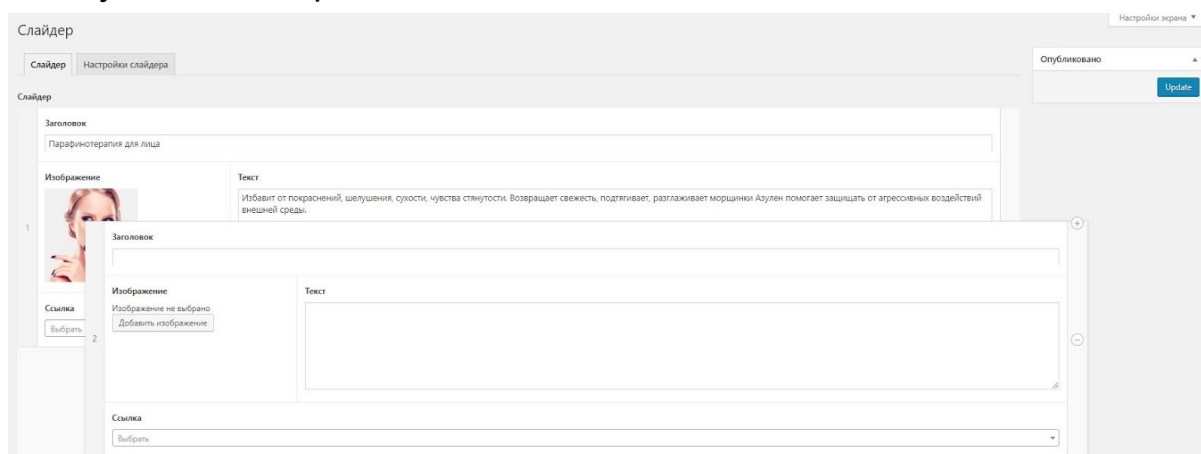 Настройки экрана
Слайдер
Слайдер Настройки слайдера
Опубликовано
Update
Слайдер
Заголовок
Парафинотерапия для лица
Изображение Текст
Избавит от покраснений, шелушения, сухости, чувства стянутости. Возвращает свежесть, подтягивает, разглаживает морщинки Азулен помогает защищать от агрессивных воздействий
внешней среды.
1
Ссылка
Выбрать
Заголовок
Изображение Текст
Изображение не выбрано
Добавить изображение
2
Ссылка
Выбрать